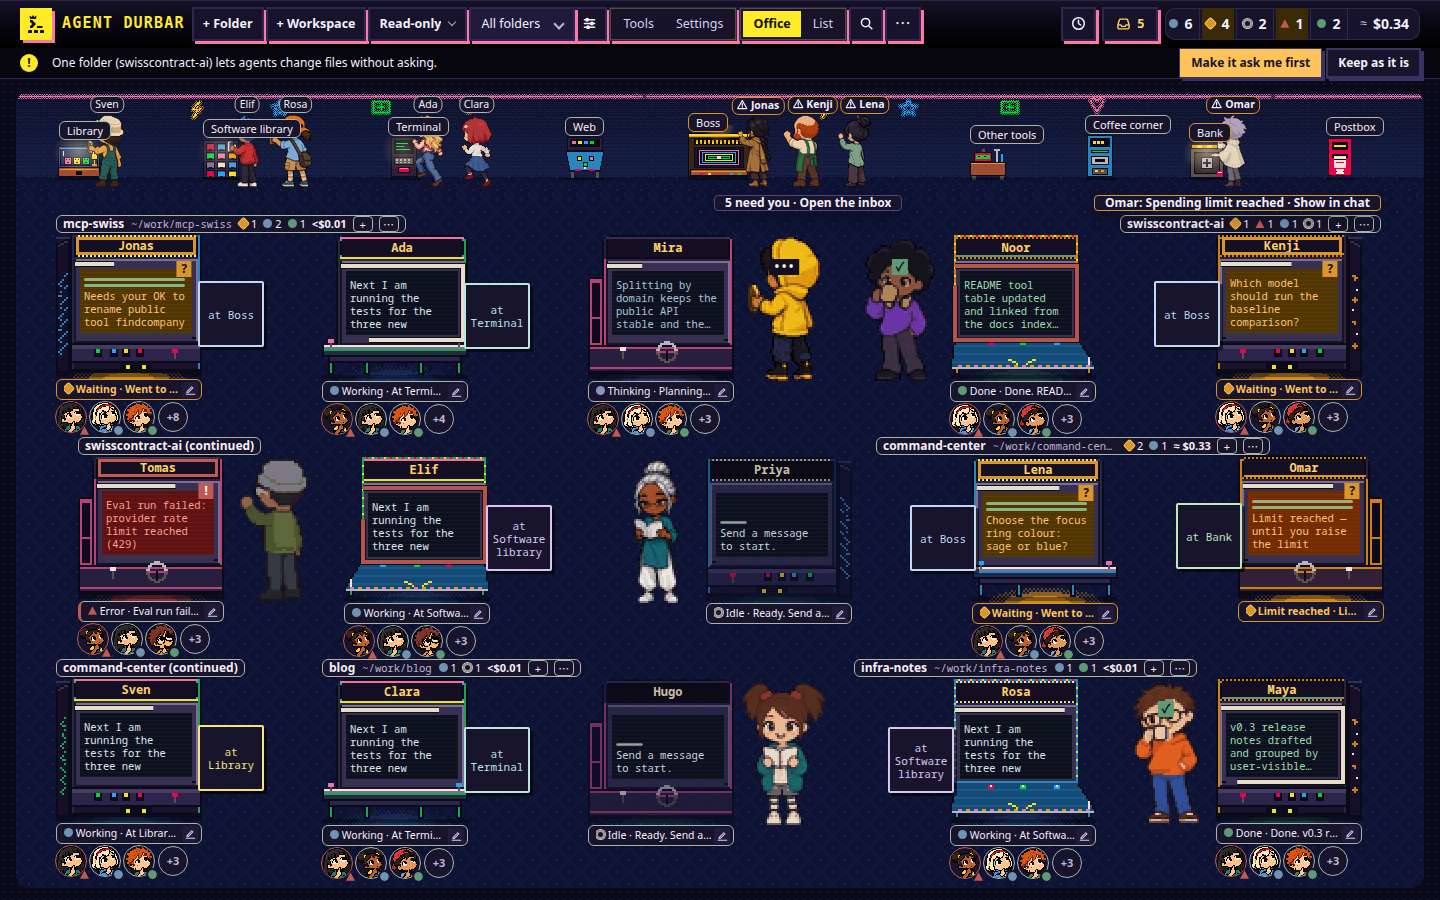 AGENT DURBAR + Folder + Workspace Read-only All folders Tools Settings Office List ... 5 6 4 2 1 2 ≈ $0.34
! One folder (swisscontract-ai) lets agents change files without asking. Make it ask me first Keep as it is
Sven Elif Rosa Ada Clara Jonas Kenji Lena Omar
Library Software library Terminal Web Boss Other tools Coffee corner Bank Postbox
5 need you · Open the inbox Omar: Spending limit reached · Show in chat
mcp-swiss ~/work/mcp-swiss 1 2 1 <$0.01 + ...
swisscontract-ai 1 1 1 1 + ...
Jonas
?
Needs your OK to
rename public
tool findcompany
at Boss
Waiting · Went to ...
+8
Ada
Next I am
running the
tests for the
three new
at
Terminal
Working · At Termi...
+4
Mira
Splitting by
domain keeps the
public API
stable and the…
Thinking · Planning...
+3
Noor
README tool
table updated
and linked from
the docs index…
Done · Done. READ...
+3
at Boss
Kenji
?
Which model
should run the
baseline
comparison?
Waiting · Went to ...
+3
swisscontract-ai (continued)
command-center ~/work/command-cen… 2 1 ≈ $0.33 + ...
Tomas
!
Eval run failed:
provider rate
limit reached
(429)
Error · Eval run fail...
+3
Elif
Next I am
running the
tests for the
three new
at
Software
library
Working · At Softwa...
+3
Priya
Send a message
to start.
Idle · Ready. Send a...
at Boss
Lena
?
Choose the focus
ring colour:
sage or blue?
Waiting · Went to ...
+3
at Bank
Omar
?
Limit reached —
until you raise
the limit
Limit reached · Li...
command-center (continued)
blog ~/work/blog 1 1 <$0.01 + ...
infra-notes ~/work/infra-notes 1 1 <$0.01 + ...
Sven
Next I am
running the
tests for the
three new
at
Library
Working · At Librar...
+3
Clara
Next I am
running the
tests for the
three new
at
Terminal
Working · At Termi...
+3
Hugo
Send a message
to start.
Idle · Ready. Send a...
at
Software
library
Rosa
Next I am
running the
tests for the
three new
Working · At Softwa...
+3
Maya
v0.3 release
notes drafted
and grouped by
user-visible…
Done · Done. v0.3 r...
+3